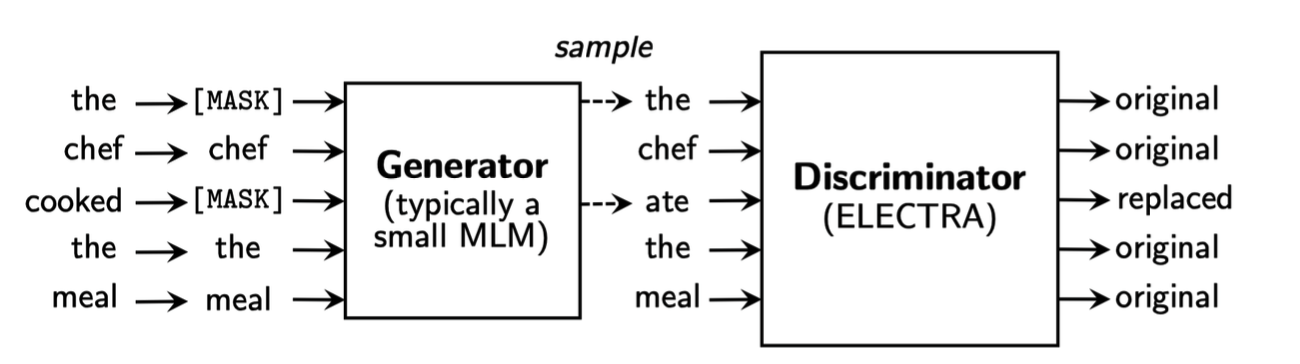 sample
the [MASK] the original
chef chef chef original
Generator
Discriminator
cooked [MASK] (typically a ate (ELECTRA) replaced
small MLM)
the the the original
meal meal meal original